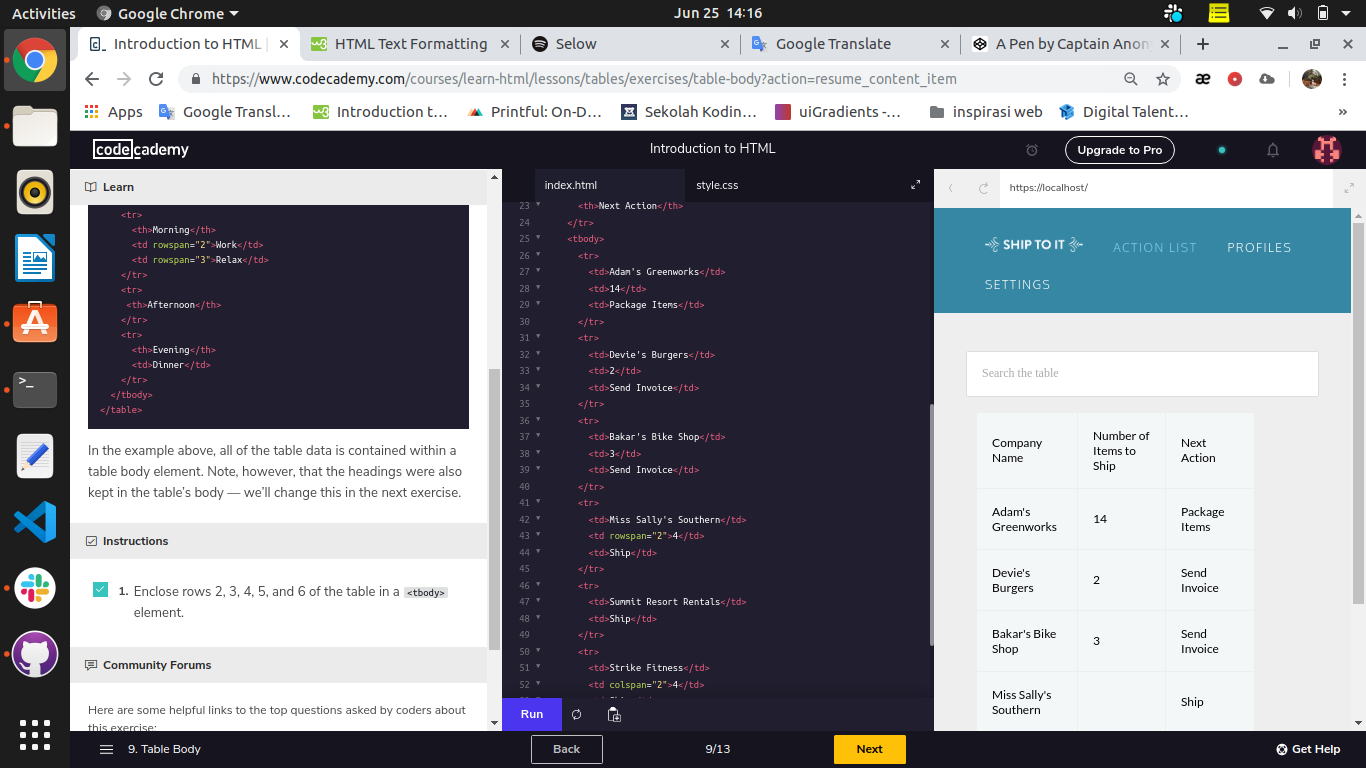 Activities
Google Chrome
Jun 25 14:16
Introduction to HTML |
HTML Text Formatting
Selow
Google Translate
A Pen by Captain Anon
https://www.codecademy.com/courses/learn-html/lessons/tables/exercises/table-body?action=resume_content_item
Apps
Google Transl…
Introduction t…
Printful: On-D…
Sekolah Kodin…
uiGradients -…
inspirasi web
Digital Talent…
codecademy
Introduction to HTML
Upgrade to Pro
Learn
<tr>
<th>Morning</th>
<td rowspan="2">Work</td>
<td rowspan="3">Relax</td>
</tr>
<tr>
<th>Afternoon</th>
</tr>
<tr>
<th>Evening</th>
<td>Dinner</td>
</tr>
</tbody>
</table>
In the example above, all of the table data is contained within a
table body element. Note, however, that the headings were also
kept in the table's body — we'll change this in the next exercise.
Instructions
1. Enclose rows 2, 3, 4, 5, and 6 of the table in a <tbody>
element.
Community Forums
Here are some helpful links to the top questions asked by coders about
this exercise:
index.html
style.css
23 <th>Next Action</th>
24 </tr>
25 <tbody>
26 <tr>
27 <td>Adam's Greenworks</td>
28 <td>14</td>
29 <td>Package Items</td>
30 </tr>
31 <tr>
32 <td>Devie's Burgers</td>
33 <td>2</td>
34 <td>Send Invoice</td>
35 </tr>
36 <tr>
37 <td>Bakar's Bike Shop</td>
38 <td>3</td>
39 <td>Send Invoice</td>
40 </tr>
41 <tr>
42 <td>Miss Sally's Southern</td>
43 <td rowspan="2">4</td>
44 <td>Ship</td>
45 </tr>
46 <tr>
47 <td>Summit Resort Rentals</td>
48 <td>Ship</td>
49 </tr>
50 <tr>
51 <td>Strike Fitness</td>
52 <td colspan="2">4</td>
Run
https://localhost/
SHIP TO IT
ACTION LIST
PROFILES
SETTINGS
Search the table
Company
Name
Number of
Items to
Ship
Next
Action
Adam's
Greenworks
14
Package
Items
Devie's
Burgers
2
Send
Invoice
Bakar's Bike
Shop
3
Send
Invoice
Miss Sally's
Southern
Ship
9. Table Body
Back
9/13
Next
Get Help